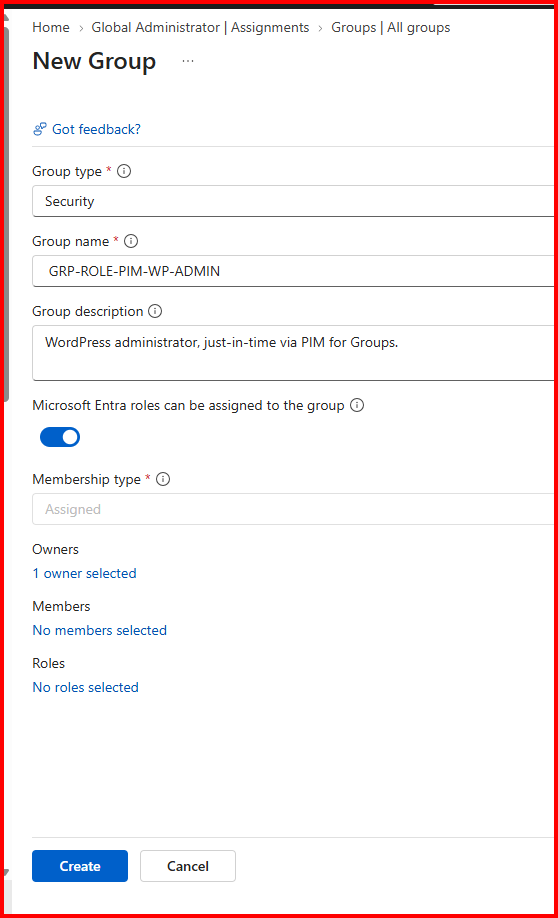 Home > Global Administrator | Assignments > Groups | All groups
New Group ...
Got feedback?
Group type *
Security
Group name *
GRP-ROLE-PIM-WP-ADMIN
Group description
WordPress administrator, just-in-time via PIM for Groups.
Microsoft Entra roles can be assigned to the group
Membership type *
Assigned
Owners
1 owner selected
Members
No members selected
Roles
No roles selected
Create Cancel